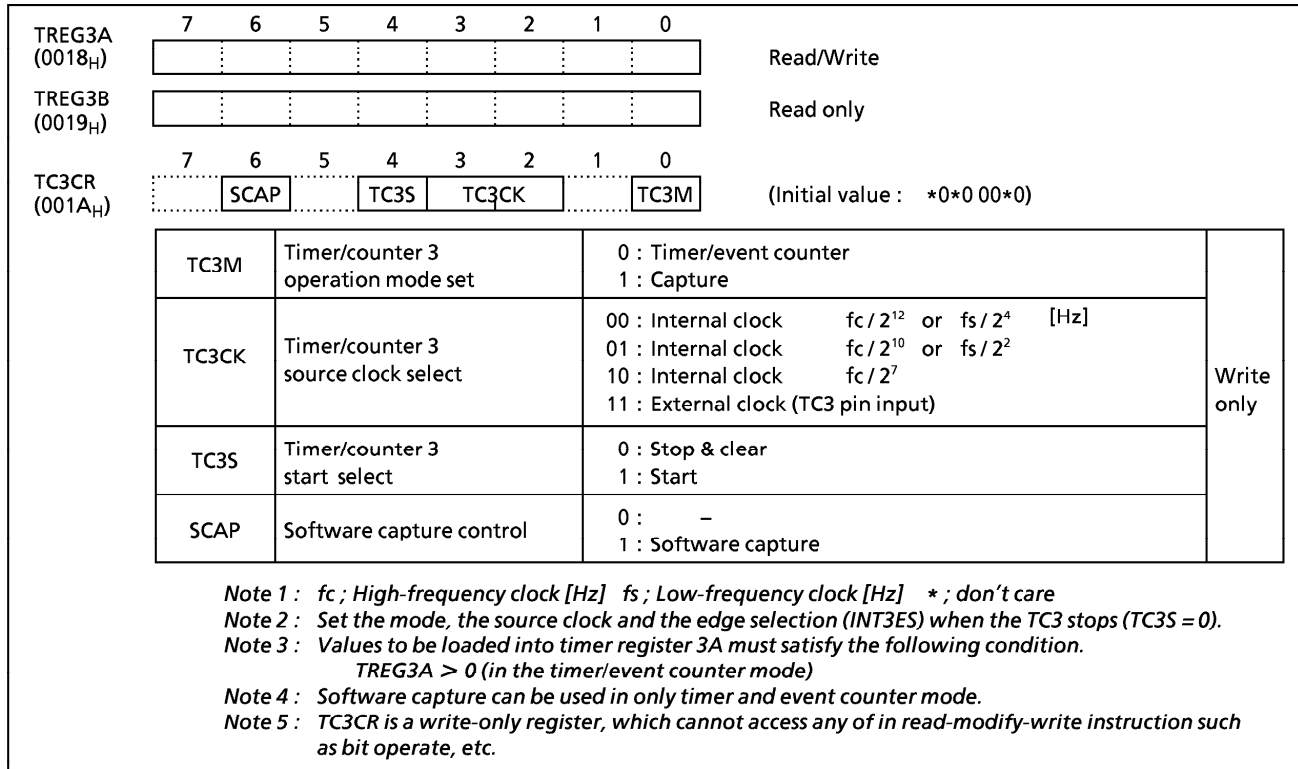 7 6 5 4 3 2 1 0
TREG3A
(0018H) Read/Write
TREG3B Read only
(0019H)
7 6 5 4 3 2 1 0
TC3CR SCAP TC3S TC3CK TC3M (Initial value : *0*0 00*0)
(001AH)
TC3M Timer/counter 3 0 : Timer/event counter
operation mode set 1 : Capture
00 : Internal clock fc / 2¹² or fs / 2⁴ [Hz]
TC3CK Timer/counter 3 01 : Internal clock fc / 2¹⁰ or fs / 2²
source clock select 10 : Internal clock fc / 2⁷ Write
11 : External clock (TC3 pin input) only
TC3S Timer/counter 3 0 : Stop & clear
start select 1 : Start
SCAP Software capture control 0 : –
1 : Software capture
Note 1 : fc ; High-frequency clock [Hz] fs ; Low-frequency clock [Hz] * ; don't care
Note 2 : Set the mode, the source clock and the edge selection (INT3ES) when the TC3 stops (TC3S = 0).
Note 3 : Values to be loaded into timer register 3A must satisfy the following condition.
TREG3A > 0 (in the timer/event counter mode)
Note 4 : Software capture can be used in only timer and event counter mode.
Note 5 : TC3CR is a write-only register, which cannot access any of in read-modify-write instruction such
as bit operate, etc.